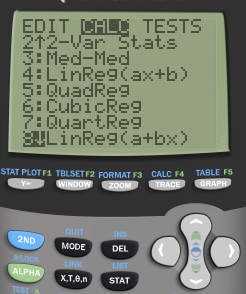 EDIT CALC TESTS
2↑2-Var Stats
3:Med-Med
4:LinReg(ax+b)
5:QuadReg
6:CubicReg
7:QuartReg
8↓LinReg(a+bx)
STAT PLOT F1 TBLSET F2 FORMAT F3 CALC F4 TABLE F5
Y= WINDOW ZOOM TRACE GRAPH
QUIT INS
2ND MODE DEL
A-LOCK LINK LIST
ALPHA X,T,θ,n STAT
TEST A